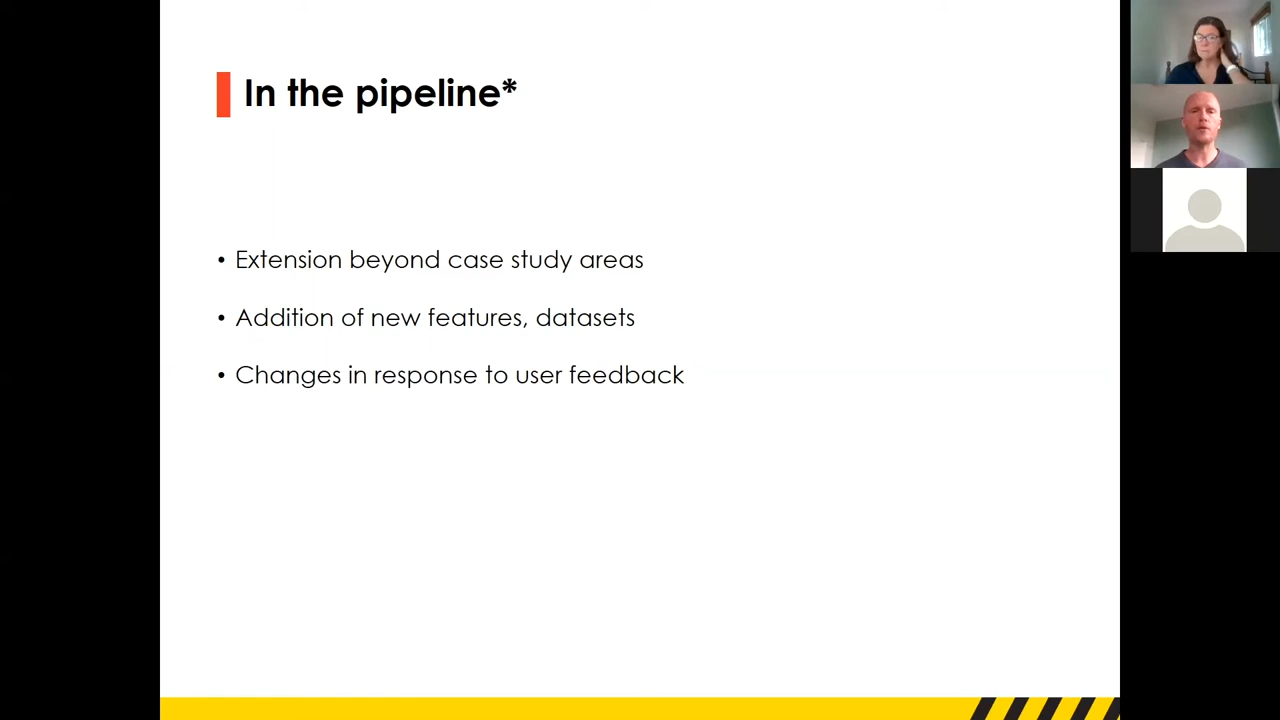 In the pipeline*
• Extension beyond case study areas
• Addition of new features, datasets
• Changes in response to user feedback